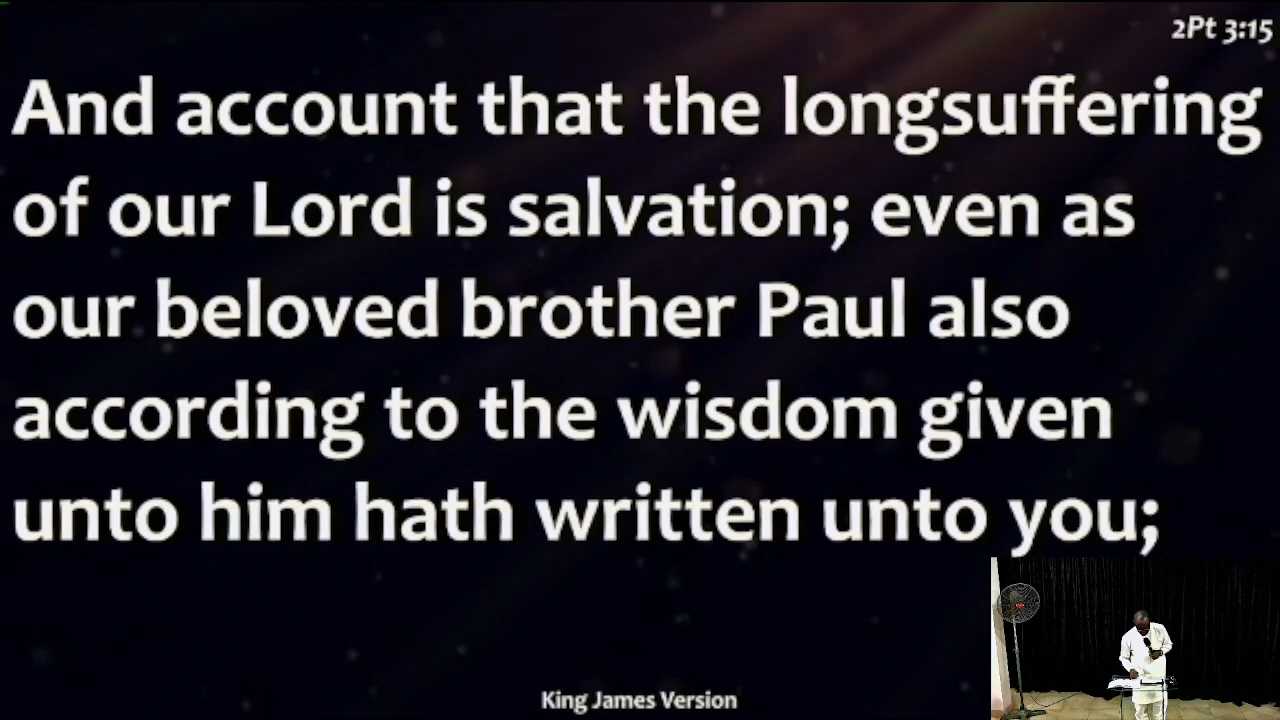 2Pt 3:15
And account that the longsuffering
of our Lord is salvation; even as
our beloved brother Paul also
according to the wisdom given
unto him hath written unto you;
King James Version